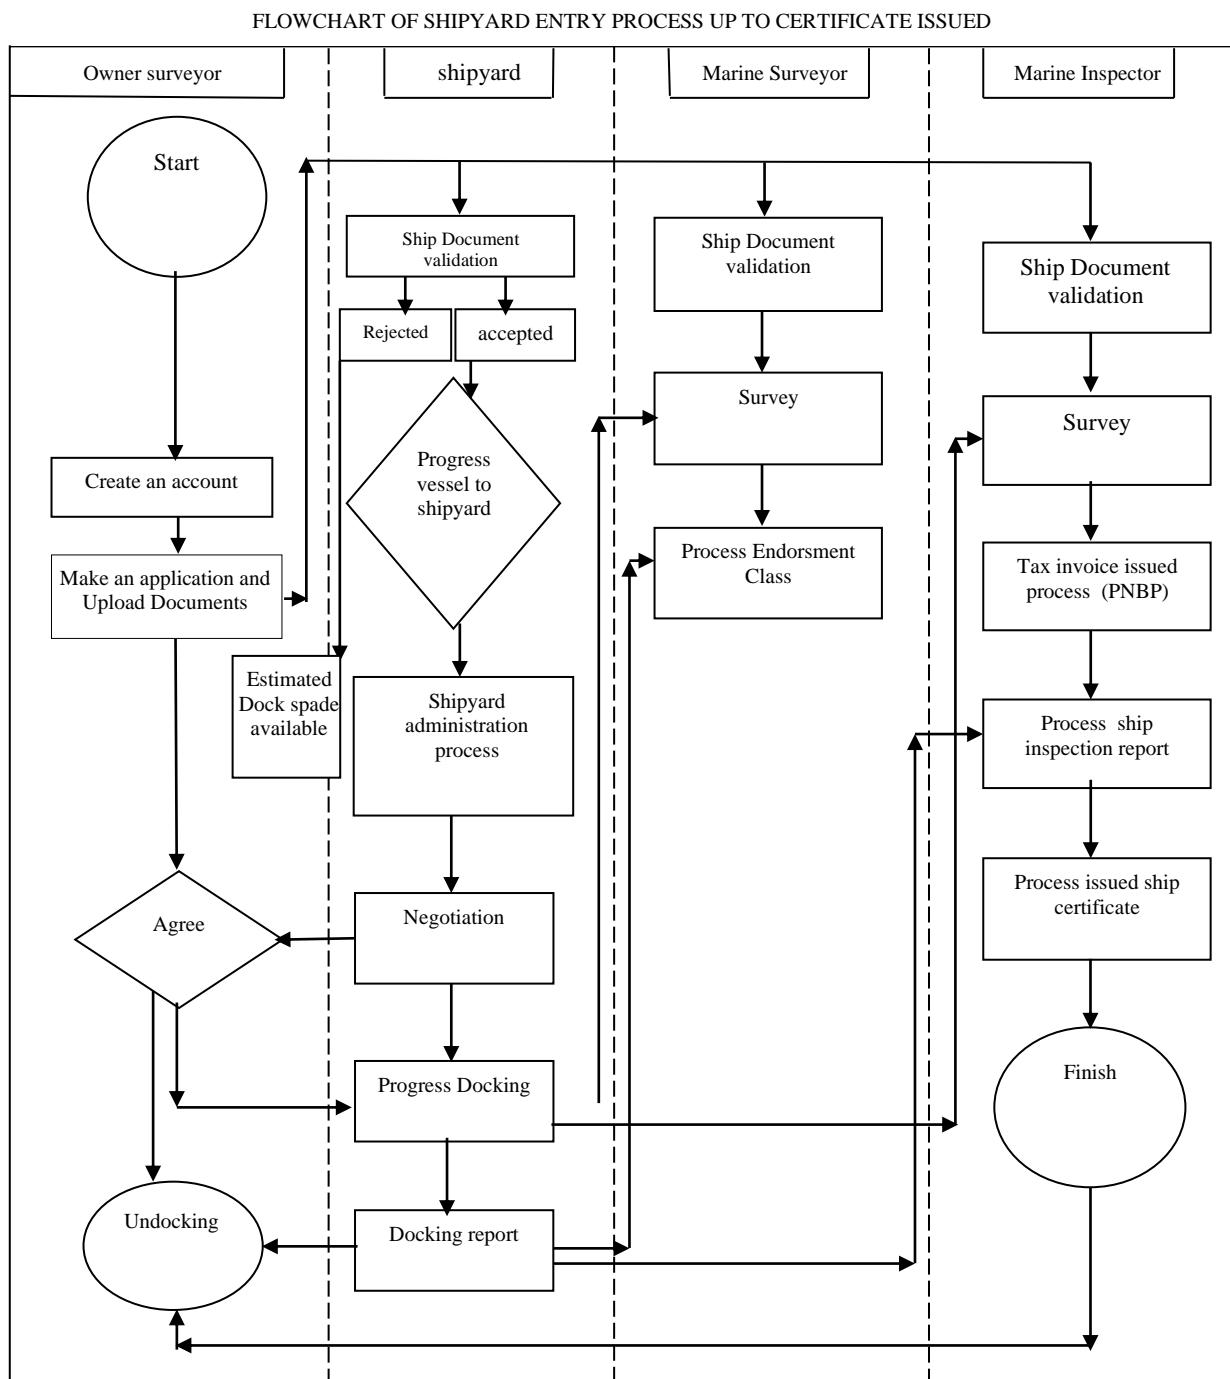 FLOWCHART OF SHIPYARD ENTRY PROCESS UP TO CERTIFICATE ISSUED
Owner surveyor
shipyard
Marine Surveyor
Marine Inspector
Start
Create an account
Make an application and
Upload Documents
Agree
Undocking
Ship Document
validation
Rejected
accepted
Progress
vessel to
shipyard
Estimated
Dock spade
available
Shipyard
administration
process
Negotiation
Progress Docking
Docking report
Ship Document
validation
Survey
Process Endorsment
Class
Ship Document
validation
Survey
Tax invoice issued
process (PNBP)
Process ship
inspection report
Process issued ship
certificate
Finish